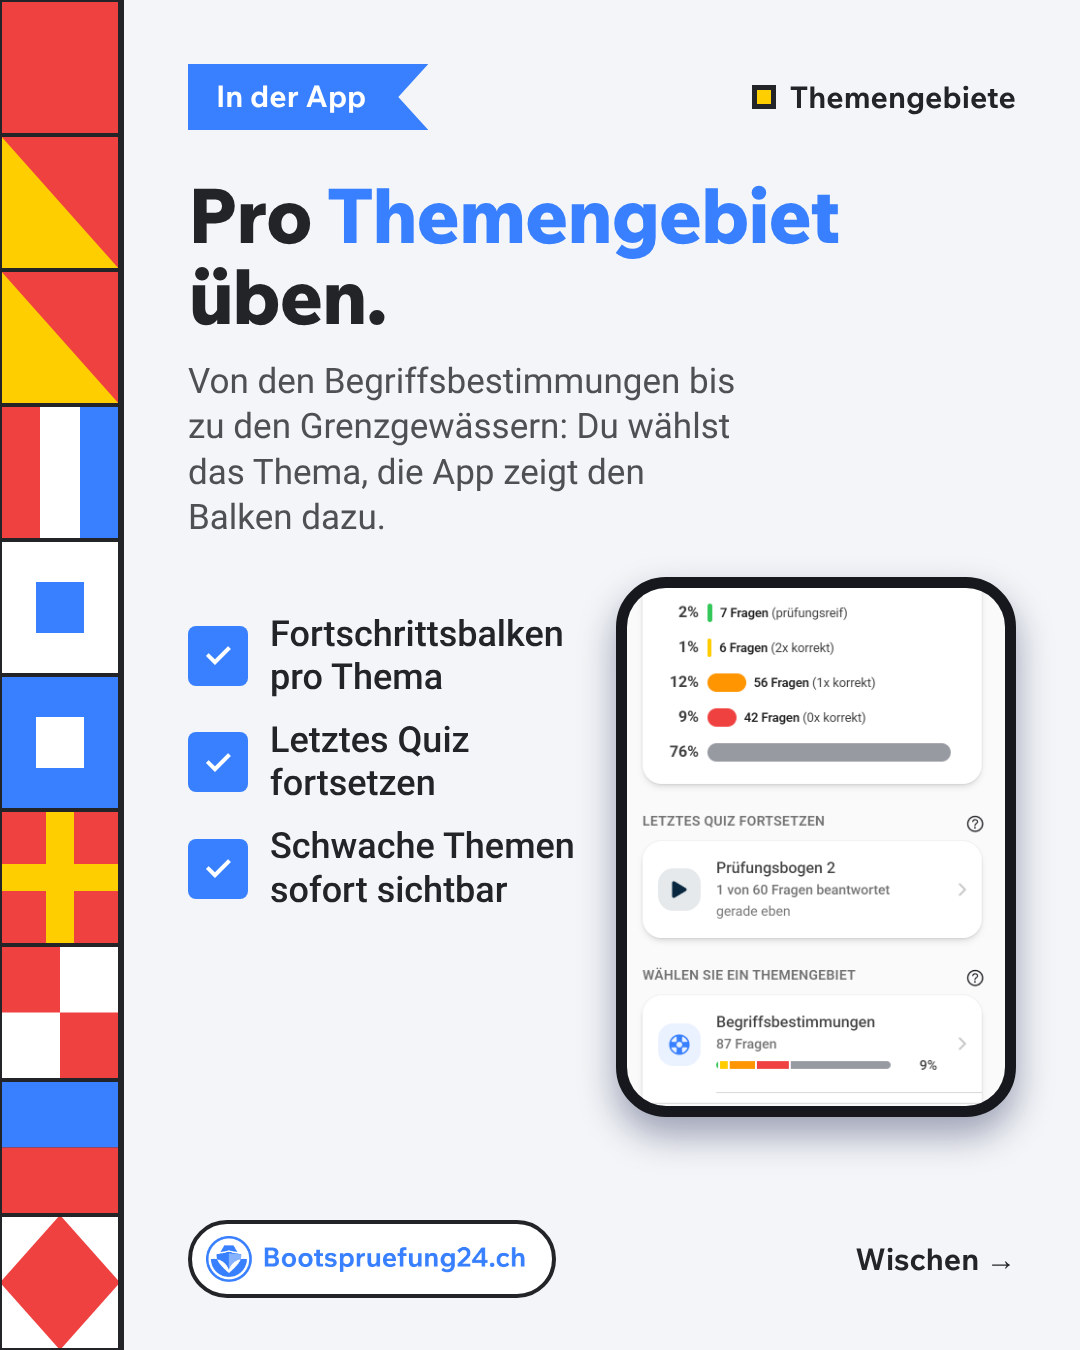 In der App
Themengebiete
Pro Themengebiet
üben.
Von den Begriffsbestimmungen bis
zu den Grenzgewässern: Du wählst
das Thema, die App zeigt den
Balken dazu.
Fortschrittsbalken
pro Thema
Letztes Quiz
fortsetzen
Schwache Themen
sofort sichtbar
2% 7 Fragen (prüfungsreif)
1% 6 Fragen (2x korrekt)
12% 56 Fragen (1x korrekt)
9% 42 Fragen (0x korrekt)
76%
LETZTES QUIZ FORTSETZEN
Prüfungsbogen 2
1 von 60 Fragen beantwortet
gerade eben
WÄHLEN SIE EIN THEMENGEBIET
Begriffsbestimmungen
87 Fragen
9%
Bootspruefung24.ch
Wischen →